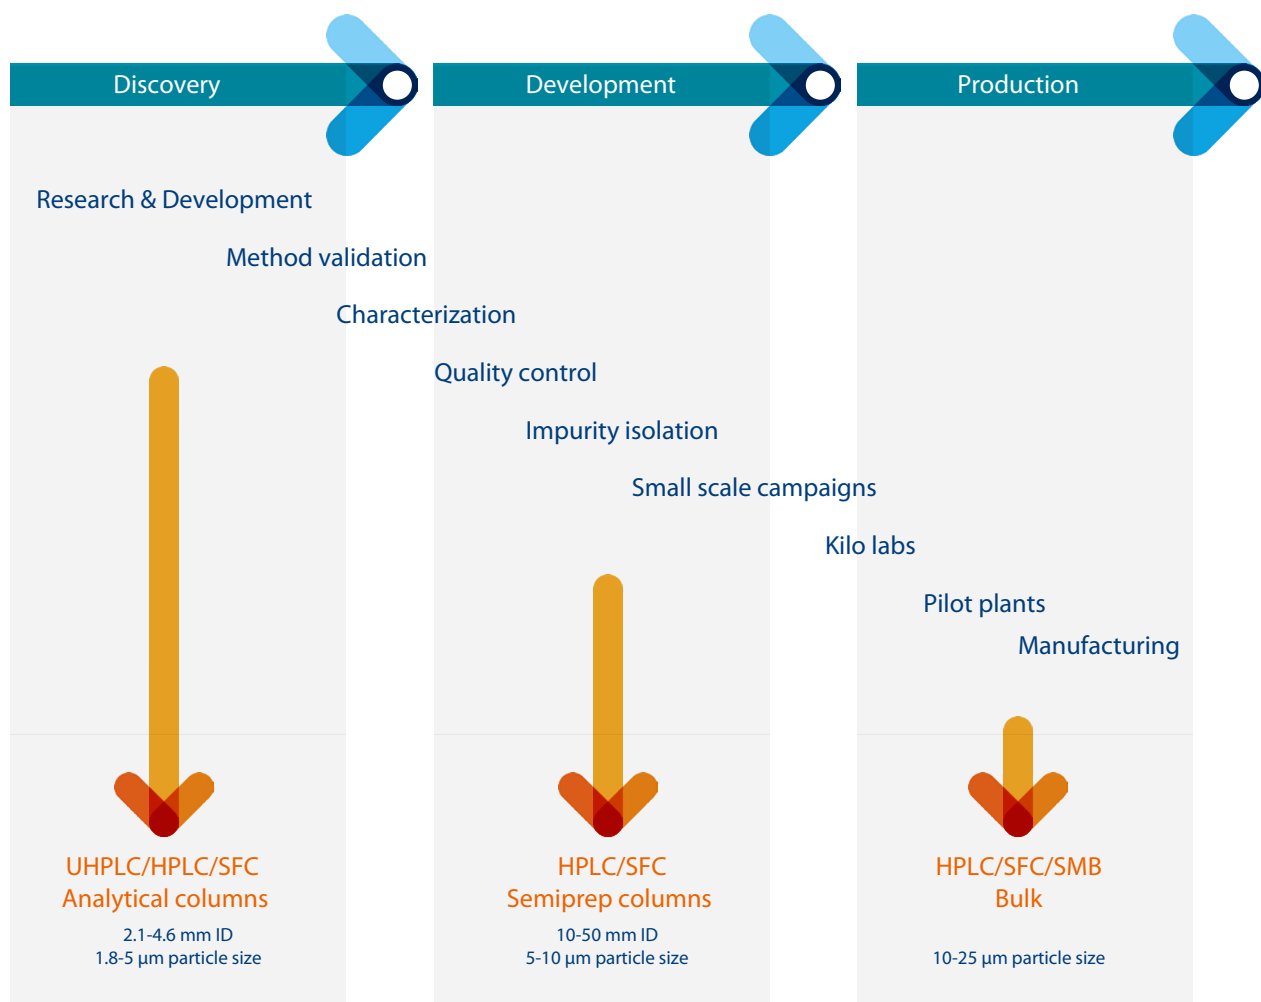 Discovery
Development
Production
Research & Development
Method validation
Characterization
Quality control
Impurity isolation
Small scale campaigns
Kilo labs
Pilot plants
Manufacturing
UHPLC/HPLC/SFC
Analytical columns
2.1-4.6 mm ID
1.8-5 µm particle size
HPLC/SFC
Semiprep columns
10-50 mm ID
5-10 µm particle size
HPLC/SFC/SMB
Bulk
10-25 µm particle size